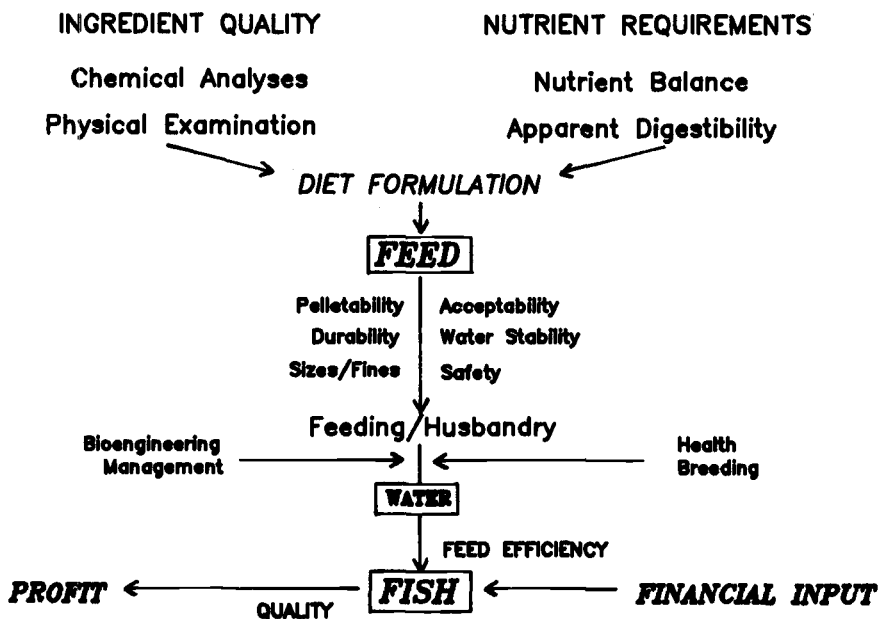 INGREDIENT QUALITY
NUTRIENT REQUIREMENTS
Chemical Analyses
Nutrient Balance
Physical Examination
Apparent Digestibility
DIET FORMULATION
FEED
Pelletability
Acceptability
Durability
Water Stability
Sizes/Fines
Safety
Feeding/Husbandry
Bioengineering
Management
Health
Breeding
WATER
FEED EFFICIENCY
PROFIT
QUALITY
FISH
FINANCIAL INPUT